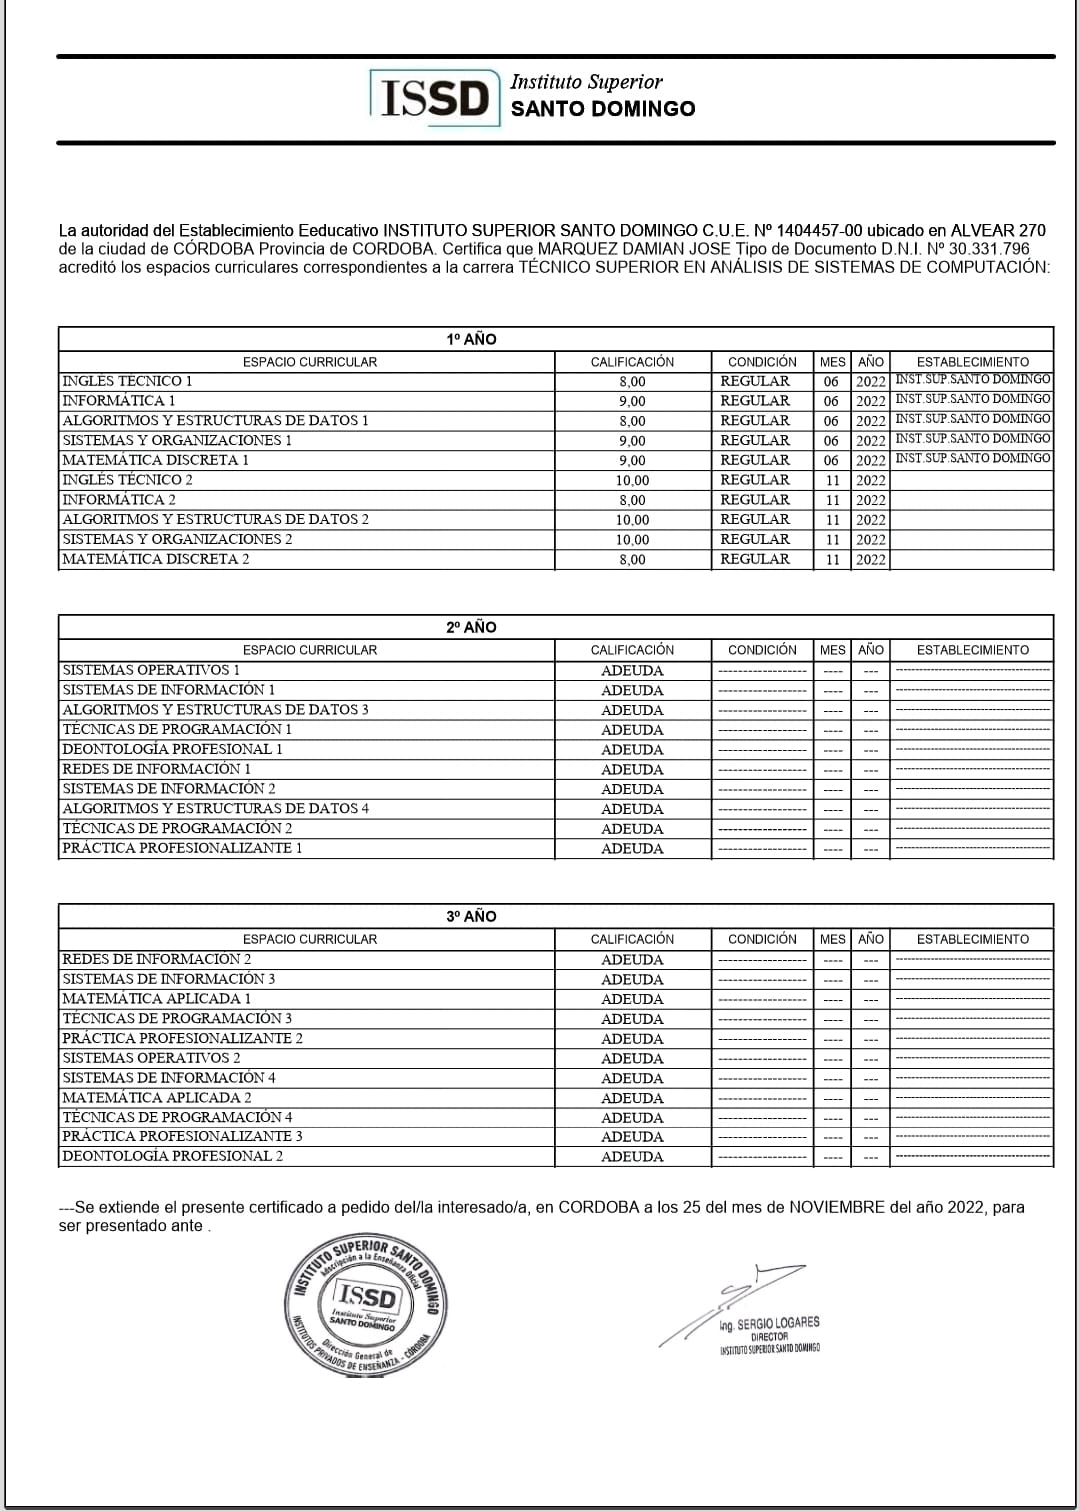 ISSD Instituto Superior
SANTO DOMINGO
La autoridad del Establecimiento Eeducativo INSTITUTO SUPERIOR SANTO DOMINGO C.U.E. Nº 1404457-00 ubicado en ALVEAR 270
de la ciudad de CÓRDOBA Provincia de CORDOBA. Certifica que MARQUEZ DAMIAN JOSE Tipo de Documento D.N.I. Nº 30.331.796
acreditó los espacios curriculares correspondientes a la carrera TÉCNICO SUPERIOR EN ANÁLISIS DE SISTEMAS DE COMPUTACIÓN:
1º AÑO
ESPACIO CURRICULAR CALIFICACIÓN CONDICIÓN MES AÑO ESTABLECIMIENTO
INGLÉS TÉCNICO 1 8,00 REGULAR 06 2022 INST.SUP.SANTO DOMINGO
INFORMÁTICA 1 9,00 REGULAR 06 2022 INST.SUP.SANTO DOMINGO
ALGORITMOS Y ESTRUCTURAS DE DATOS 1 8,00 REGULAR 06 2022 INST.SUP.SANTO DOMINGO
SISTEMAS Y ORGANIZACIONES 1 9,00 REGULAR 06 2022 INST.SUP.SANTO DOMINGO
MATEMÁTICA DISCRETA 1 9,00 REGULAR 06 2022 INST.SUP.SANTO DOMINGO
INGLÉS TÉCNICO 2 10,00 REGULAR 11 2022
INFORMÁTICA 2 8,00 REGULAR 11 2022
ALGORITMOS Y ESTRUCTURAS DE DATOS 2 10,00 REGULAR 11 2022
SISTEMAS Y ORGANIZACIONES 2 10,00 REGULAR 11 2022
MATEMÁTICA DISCRETA 2 8,00 REGULAR 11 2022
2º AÑO
ESPACIO CURRICULAR CALIFICACIÓN CONDICIÓN MES AÑO ESTABLECIMIENTO
SISTEMAS OPERATIVOS 1 ADEUDA ------------------ ---- --- --------------------------------------
SISTEMAS DE INFORMACIÓN 1 ADEUDA ------------------ ---- --- --------------------------------------
ALGORITMOS Y ESTRUCTURAS DE DATOS 3 ADEUDA ------------------ ---- --- --------------------------------------
TÉCNICAS DE PROGRAMACIÓN 1 ADEUDA ------------------ ---- --- --------------------------------------
DEONTOLOGÍA PROFESIONAL 1 ADEUDA ------------------ ---- --- --------------------------------------
REDES DE INFORMACIÓN 1 ADEUDA ------------------ ---- --- --------------------------------------
SISTEMAS DE INFORMACIÓN 2 ADEUDA ------------------ ---- --- --------------------------------------
ALGORITMOS Y ESTRUCTURAS DE DATOS 4 ADEUDA ------------------ ---- --- --------------------------------------
TÉCNICAS DE PROGRAMACIÓN 2 ADEUDA ------------------ ---- --- --------------------------------------
PRÁCTICA PROFESIONALIZANTE 1 ADEUDA ------------------ ---- --- --------------------------------------
3º AÑO
ESPACIO CURRICULAR CALIFICACIÓN CONDICIÓN MES AÑO ESTABLECIMIENTO
REDES DE INFORMACIÓN 2 ADEUDA ------------------ ---- --- --------------------------------------
SISTEMAS DE INFORMACIÓN 3 ADEUDA ------------------ ---- --- --------------------------------------
MATEMÁTICA APLICADA 1 ADEUDA ------------------ ---- --- --------------------------------------
TÉCNICAS DE PROGRAMACIÓN 3 ADEUDA ------------------ ---- --- --------------------------------------
PRÁCTICA PROFESIONALIZANTE 2 ADEUDA ------------------ ---- --- --------------------------------------
SISTEMAS OPERATIVOS 2 ADEUDA ------------------ ---- --- --------------------------------------
SISTEMAS DE INFORMACIÓN 4 ADEUDA ------------------ ---- --- --------------------------------------
MATEMÁTICA APLICADA 2 ADEUDA ------------------ ---- --- --------------------------------------
TÉCNICAS DE PROGRAMACIÓN 4 ADEUDA ------------------ ---- --- --------------------------------------
PRÁCTICA PROFESIONALIZANTE 3 ADEUDA ------------------ ---- --- --------------------------------------
DEONTOLOGÍA PROFESIONAL 2 ADEUDA ------------------ ---- --- --------------------------------------
---Se extiende el presente certificado a pedido del/la interesado/a, en CORDOBA a los 25 del mes de NOVIEMBRE del año 2022, para
ser presentado ante .
INSTITUTO SUPERIOR SANTO DOMINGO
Adscripción a la Enseñanza Oficial
ISSD
Instituto Superior
SANTO DOMINGO
Dirección General de
INSTITUTOS PRIVADOS DE ENSEÑANZA - CÓRDOBA
Ing. SERGIO LOGARES
DIRECTOR
INSTITUTO SUPERIOR SANTO DOMINGO